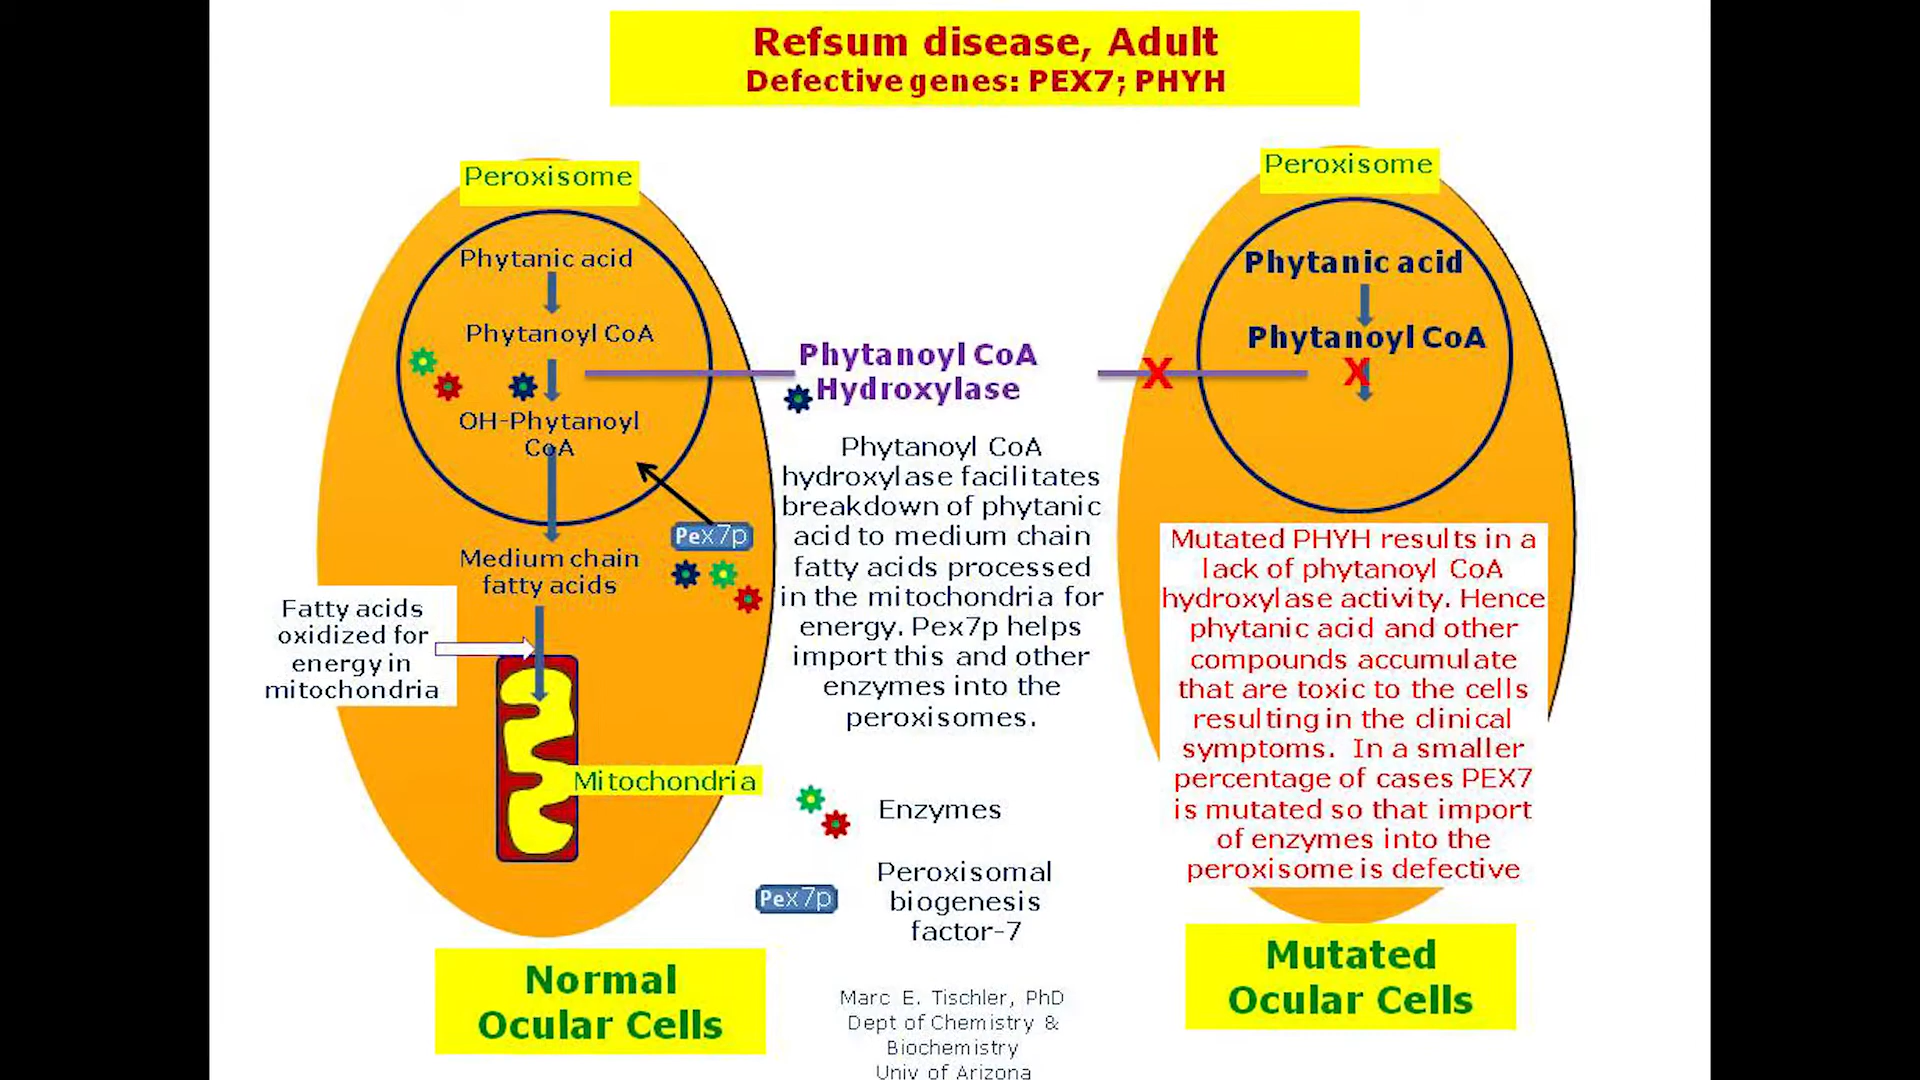 Refsum disease, Adult
Defective genes: PEX7; PHYH
Peroxisome
Phytanic acid
Phytanoyl CoA
OH-Phytanoyl
CoA
Pex7p
Medium chain
fatty acids
Fatty acids
oxidized for
energy in
mitochondria
Mitochondria
Normal
Ocular Cells
Phytanoyl CoA
Hydroxylase
Phytanoyl CoA
hydroxylase facilitates
breakdown of phytanic
acid to medium chain
fatty acids processed
in the mitochondria for
energy. Pex7p helps
import this and other
enzymes into the
peroxisomes.
Enzymes
Pex7p
Peroxisomal
biogenesis
factor-7
Marc E. Tischler, PhD
Dept of Chemistry &
Biochemistry
Univ of Arizona
Peroxisome
Phytanic acid
Phytanoyl CoA
X
X
Mutated PHYH results in a
lack of phytanoyl CoA
hydroxylase activity. Hence
phytanic acid and other
compounds accumulate
that are toxic to the cells
resulting in the clinical
symptoms. In a smaller
percentage of cases PEX7
is mutated so that import
of enzymes into the
peroxisome is defective
Mutated
Ocular Cells